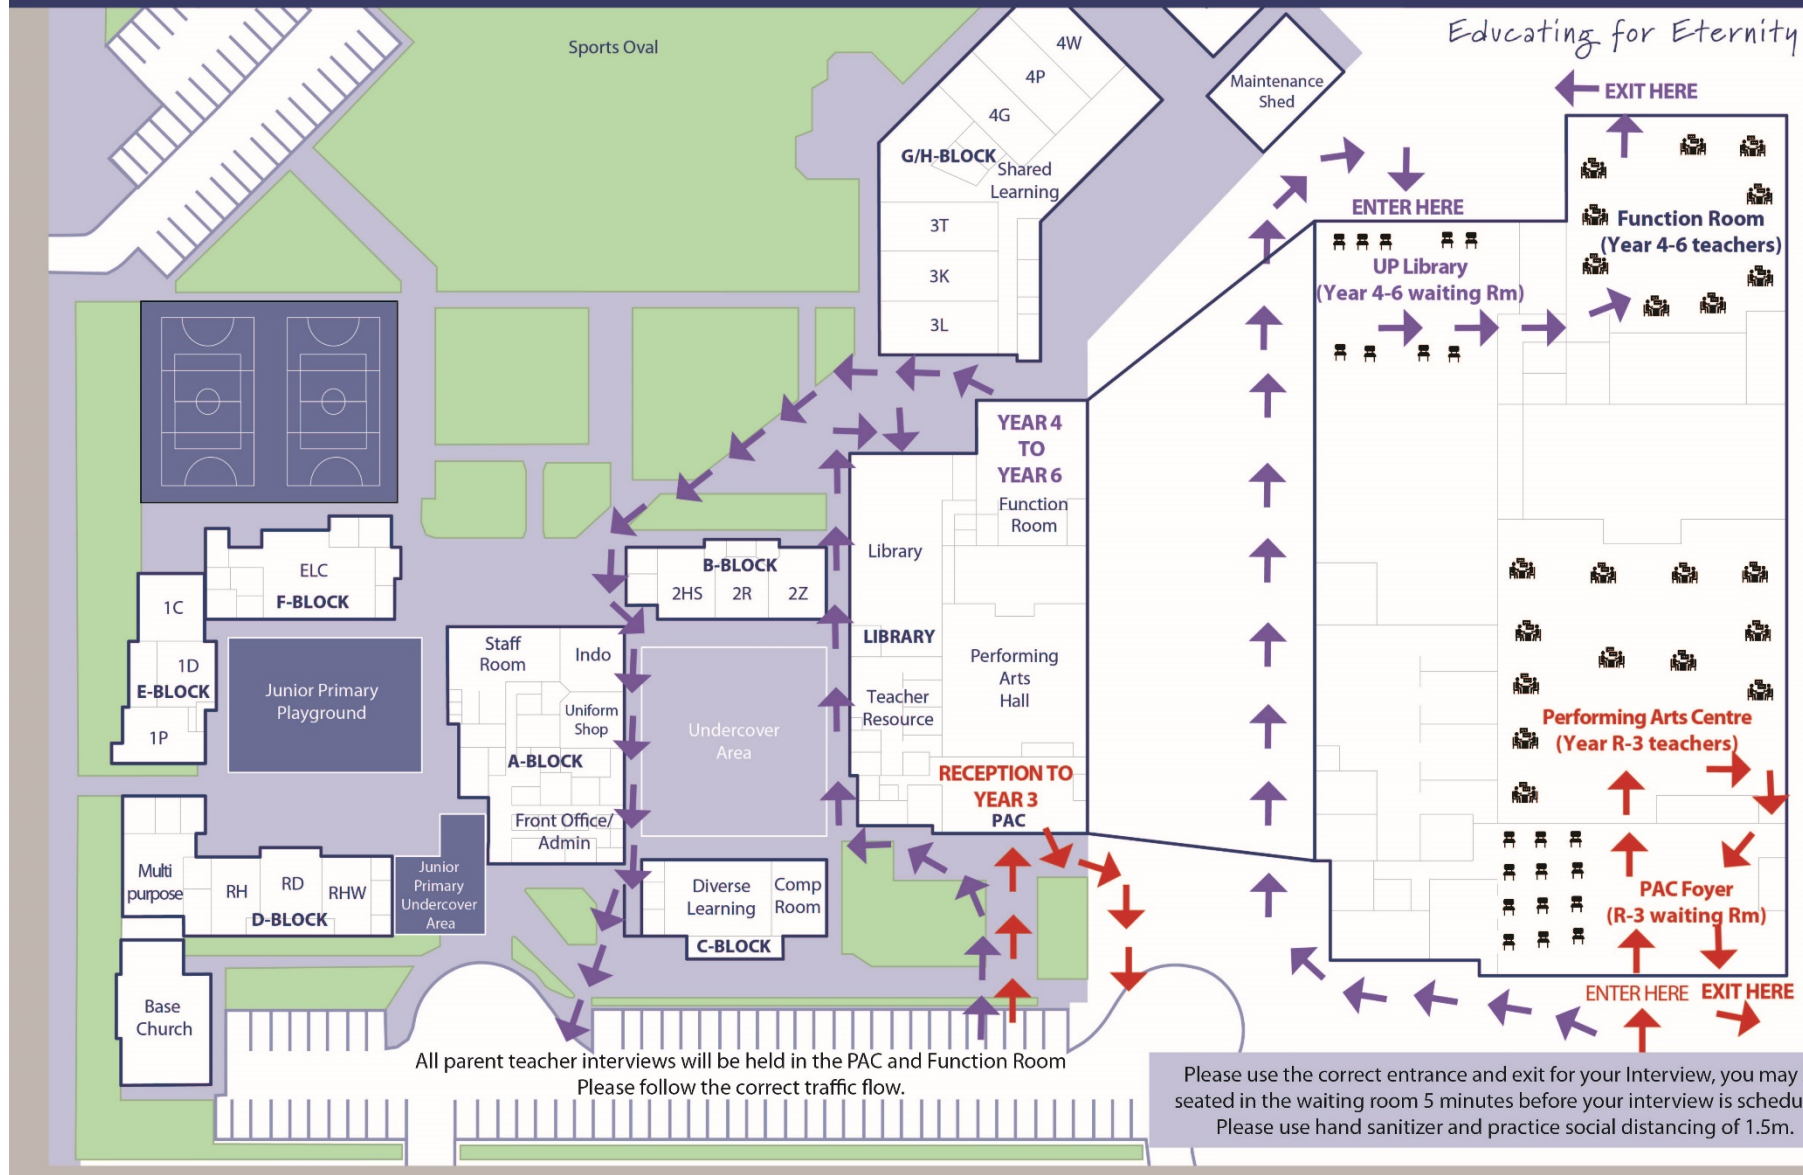 Educating for Eternity
Sports Oval
4W
4P
4G
G/H-BLOCK
Shared
Learning
3T
3K
3L
Maintenance
Shed
EXIT HERE
ENTER HERE
Function Room
(Year 4-6 teachers)
UP Library
(Year 4-6 waiting Rm)
YEAR 4
TO
YEAR 6
Function
Room
Library
LIBRARY
Teacher
Resource
Performing
Arts
Hall
RECEPTION TO
YEAR 3
PAC
B-BLOCK
2HS
2R
2Z
ELC
F-BLOCK
1C
1D
E-BLOCK
1P
Junior Primary
Playground
Staff
Room
Indo
Uniform
Shop
A-BLOCK
Front Office/
Admin
Undercover
Area
Multi
purpose
RH
RD
RHW
D-BLOCK
Junior
Primary
Undercover
Area
Diverse
Learning
Comp
Room
C-BLOCK
Base
Church
Performing Arts Centre
(Year R-3 teachers)
PAC Foyer
(R-3 waiting Rm)
ENTER HERE
EXIT HERE
All parent teacher interviews will be held in the PAC and Function Room
Please follow the correct traffic flow.
Please use the correct entrance and exit for your Interview, you may
seated in the waiting room 5 minutes before your interview is schedu
Please use hand sanitizer and practice social distancing of 1.5m.